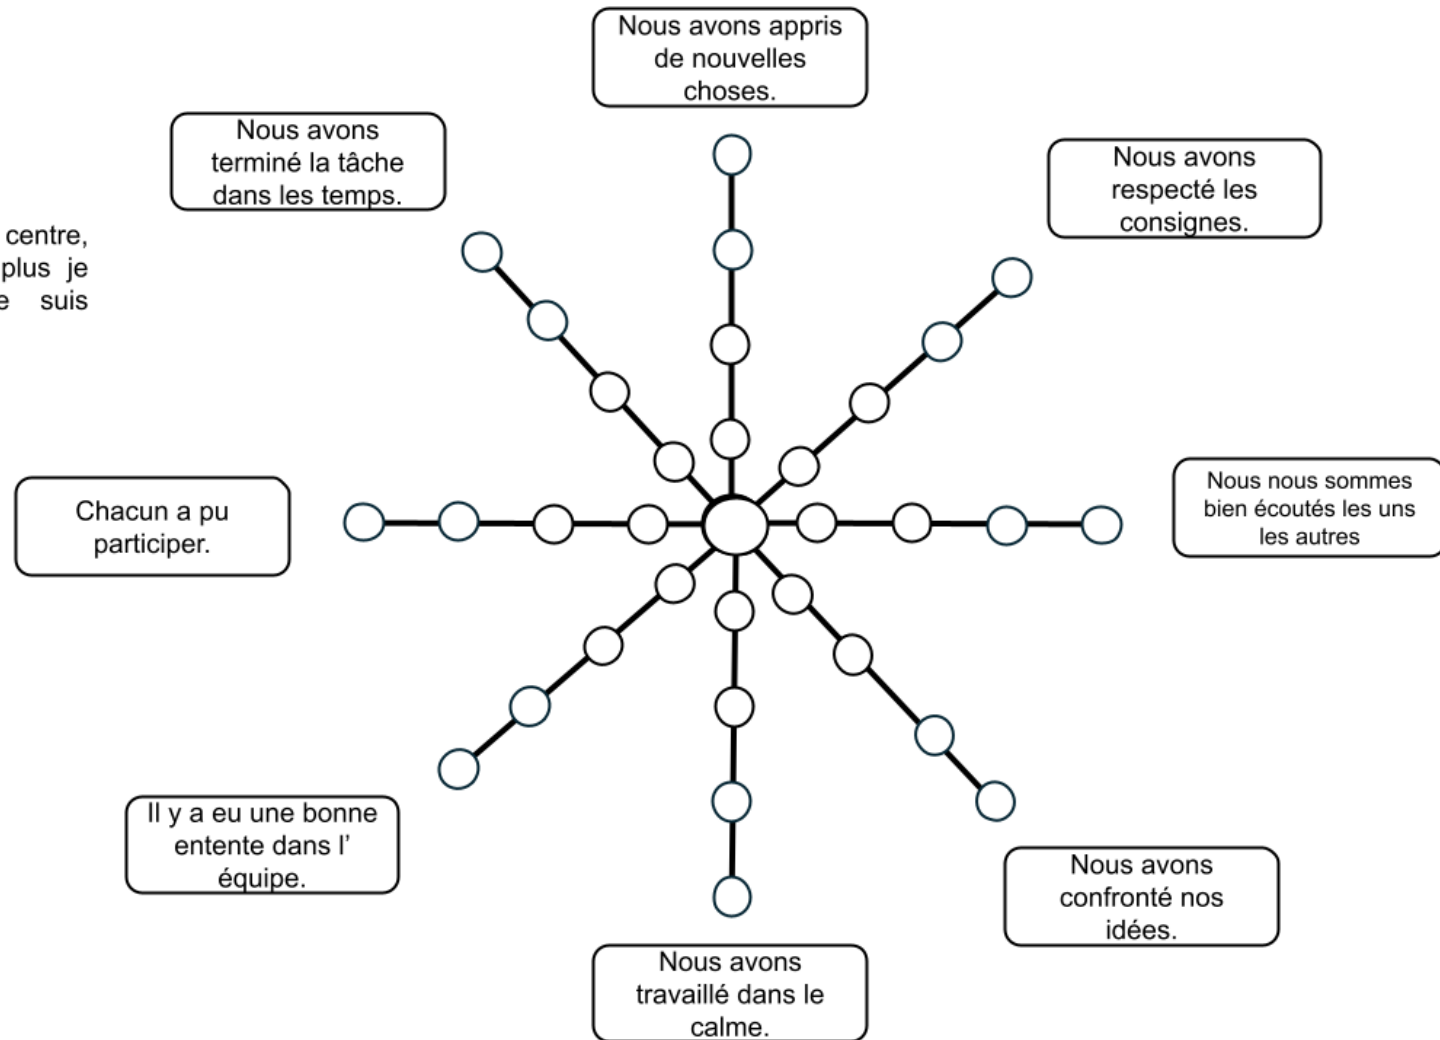 Nous avons appris
de nouvelles
choses.
Nous avons
terminé la tâche
dans les temps.
Nous avons
respecté les
consignes.
centre,
plus je
e suis
Chacun a pu
participer.
Nous nous sommes
bien écoutés les uns
les autres
Il y a eu une bonne
entente dans l’
équipe.
Nous avons
confronté nos
idées.
Nous avons
travaillé dans le
calme.